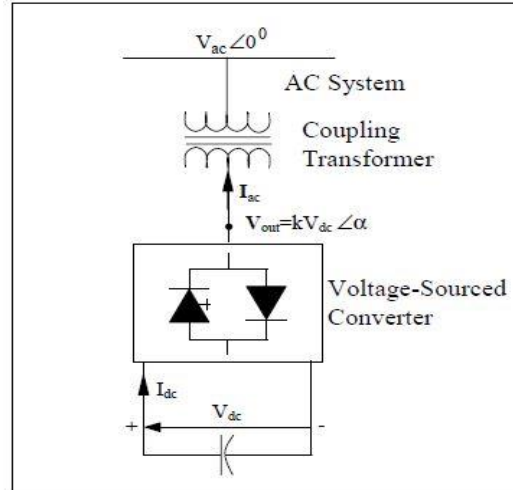 V_ac ∠0⁰
AC System
Coupling
Transformer
I_ac
V_out=kV_dc ∠α
Voltage-Sourced
Converter
I_dc
+ V_dc -